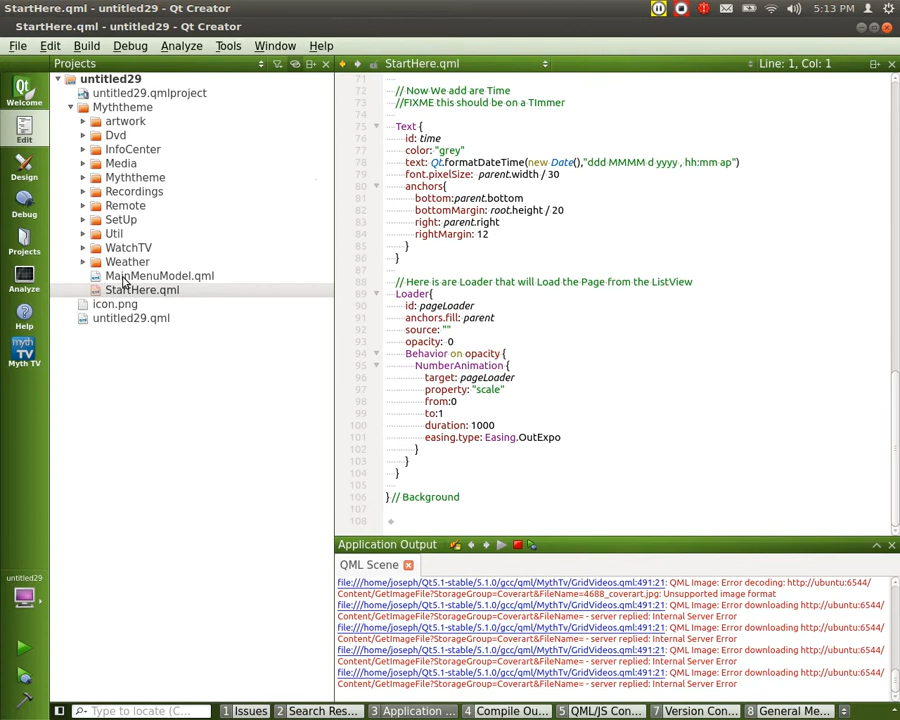 StartHere.qml - untitled29 - Qt Creator
5:13 PM
StartHere.qml - untitled29 - Qt Creator
File Edit Build Debug Analyze Tools Window Help
Projects
StartHere.qml
Line: 1, Col: 1
Welcome
Edit
Design
Debug
Projects
Analyze
Help
Myth TV
untitled29
untitled29
untitled29.qmlproject
Myththeme
artwork
Dvd
InfoCenter
Media
Myththeme
Recordings
Remote
SetUp
Util
WatchTV
Weather
MainMenuModel.qml
StartHere.qml
icon.png
untitled29.qml
71
72 // Now We add are Time
73 //FIXME this should be on a TImmer
74
75 Text {
76 id: time
77 color: "grey"
78 text: Qt.formatDateTime(new Date(),"ddd MMMM d yyyy , hh:mm ap")
79 font.pixelSize: parent.width / 30
80 anchors{
81 bottom:parent.bottom
82 bottomMargin: root.height / 20
83 right: parent.right
84 rightMargin: 12
85 }
86 }
87
88 // Here is are Loader that will Load the Page from the ListView
89 Loader{
90 id: pageLoader
91 anchors.fill: parent
92 source: ""
93 opacity: 0
94 Behavior on opacity {
95 NumberAnimation {
96 target: pageLoader
97 property: "scale"
98 from:0
99 to:1
100 duration: 1000
101 easing.type: Easing.OutExpo
102 }
103 }
104 }
105
106 } // Background
107
108
Application Output
QML Scene
file:///home/joseph/Qt5.1-stable/5.1.0/gcc/qml/MythTv/GridVideos.qml:491:21: QML Image: Error decoding: http://ubuntu:6544/
Content/GetImageFile?StorageGroup=Coverart&FileName=4688_coverart.jpg: Unsupported image format
file:///home/joseph/Qt5.1-stable/5.1.0/gcc/qml/MythTv/GridVideos.qml:491:21: QML Image: Error downloading http://ubuntu:6544/
Content/GetImageFile?StorageGroup=Coverart&FileName= - server replied: Internal Server Error
file:///home/joseph/Qt5.1-stable/5.1.0/gcc/qml/MythTv/GridVideos.qml:491:21: QML Image: Error downloading http://ubuntu:6544/
Content/GetImageFile?StorageGroup=Coverart&FileName= - server replied: Internal Server Error
file:///home/joseph/Qt5.1-stable/5.1.0/gcc/qml/MythTv/GridVideos.qml:491:21: QML Image: Error downloading http://ubuntu:6544/
Content/GetImageFile?StorageGroup=Coverart&FileName= - server replied: Internal Server Error
file:///home/joseph/Qt5.1-stable/5.1.0/gcc/qml/MythTv/GridVideos.qml:491:21: QML Image: Error downloading http://ubuntu:6544/
Content/GetImageFile?StorageGroup=Coverart&FileName= - server replied: Internal Server Error
Type to locate (C... 1 Issues 2 Search Res... 3 Application ... 4 Compile Ou... 5 QML/JS Con... 7 Version Con... 8 General Me...